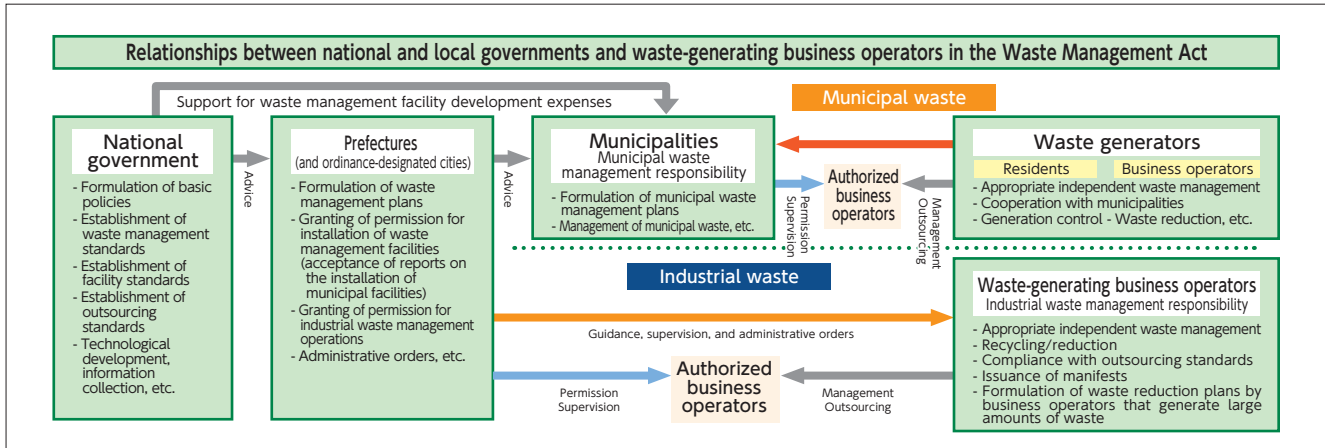 Relationships between national and local governments and waste-generating business operators in the Waste Management Act
Support for waste management facility development expenses
Municipal waste
National
government
- Formulation of basic
policies
- Establishment of
waste management
standards
- Establishment of
facility standards
- Establishment of
outsourcing
standards
- Technological
development,
information
collection, etc.
Advice
Prefectures
(and ordinance-designated cities)
- Formulation of waste
management plans
- Granting of permission for
installation of waste
management facilities
(acceptance of reports on
the installation of
municipal facilities)
- Granting of permission for
industrial waste management
operations
- Administrative orders, etc.
Advice
Municipalities
Municipal waste
management responsibility
- Formulation of municipal waste
management plans
- Management of municipal waste, etc.
Permission
Supervision
Authorized
business
operators
Management
Outsourcing
Waste generators
Residents
Business operators
- Appropriate independent waste management
- Cooperation with municipalities
- Generation control - Waste reduction, etc.
Industrial waste
Guidance, supervision, and administrative orders
Permission
Supervision
Authorized
business
operators
Management
Outsourcing
Waste-generating business operators
Industrial waste management responsibility
- Appropriate independent waste management
- Recycling/reduction
- Compliance with outsourcing standards
- Issuance of manifests
- Formulation of waste reduction plans by
business operators that generate large
amounts of waste